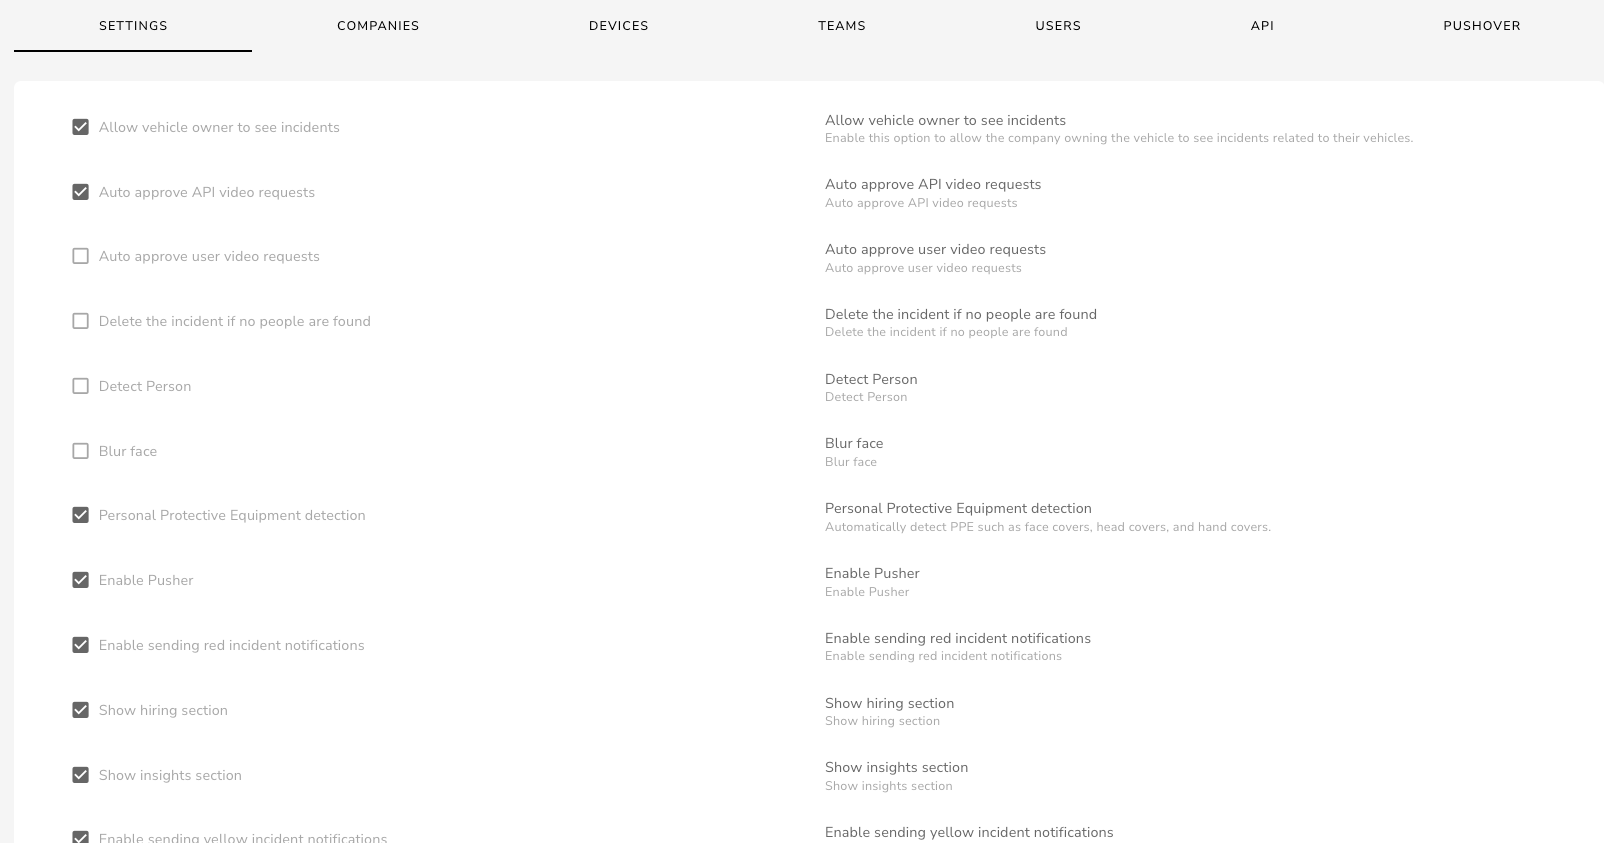 SETTINGS COMPANIES DEVICES TEAMS USERS API PUSHOVER
Allow vehicle owner to see incidents
Allow vehicle owner to see incidents
Enable this option to allow the company owning the vehicle to see incidents related to their vehicles.
Auto approve API video requests
Auto approve API video requests
Auto approve API video requests
Auto approve user video requests
Auto approve user video requests
Auto approve user video requests
Delete the incident if no people are found
Delete the incident if no people are found
Delete the incident if no people are found
Detect Person
Detect Person
Detect Person
Blur face
Blur face
Blur face
Personal Protective Equipment detection
Personal Protective Equipment detection
Automatically detect PPE such as face covers, head covers, and hand covers.
Enable Pusher
Enable Pusher
Enable Pusher
Enable sending red incident notifications
Enable sending red incident notifications
Enable sending red incident notifications
Show hiring section
Show hiring section
Show hiring section
Show insights section
Show insights section
Show insights section
Enable sending yellow incident notifications
Enable sending yellow incident notifications